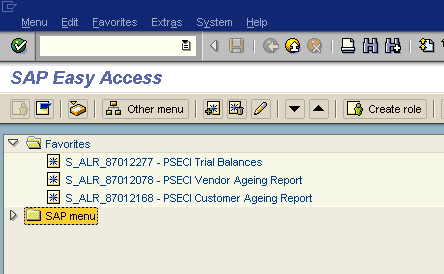 Menu Edit Favorites Extras System Help
SAP Easy Access
Other menu Create role
Favorites
S_ALR_87012277 - PSECI Trial Balances
S_ALR_87012078 - PSECI Vendor Ageing Report
S_ALR_87012168 - PSECI Customer Ageing Report
SAP menu